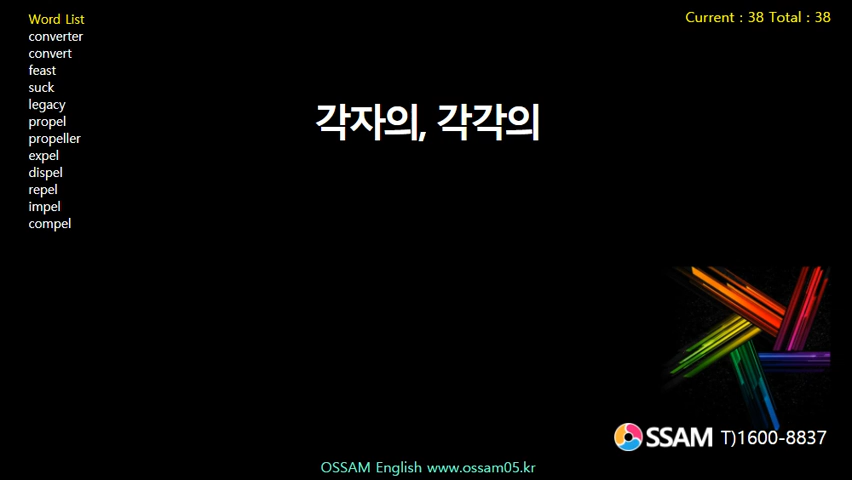 Word List
converter
convert
feast
suck
legacy
propel
propeller
expel
dispel
repel
impel
compel
Current : 38 Total : 38
각자의, 각각의
SSAM T)1600-8837
OSSAM English www.ossam05.kr